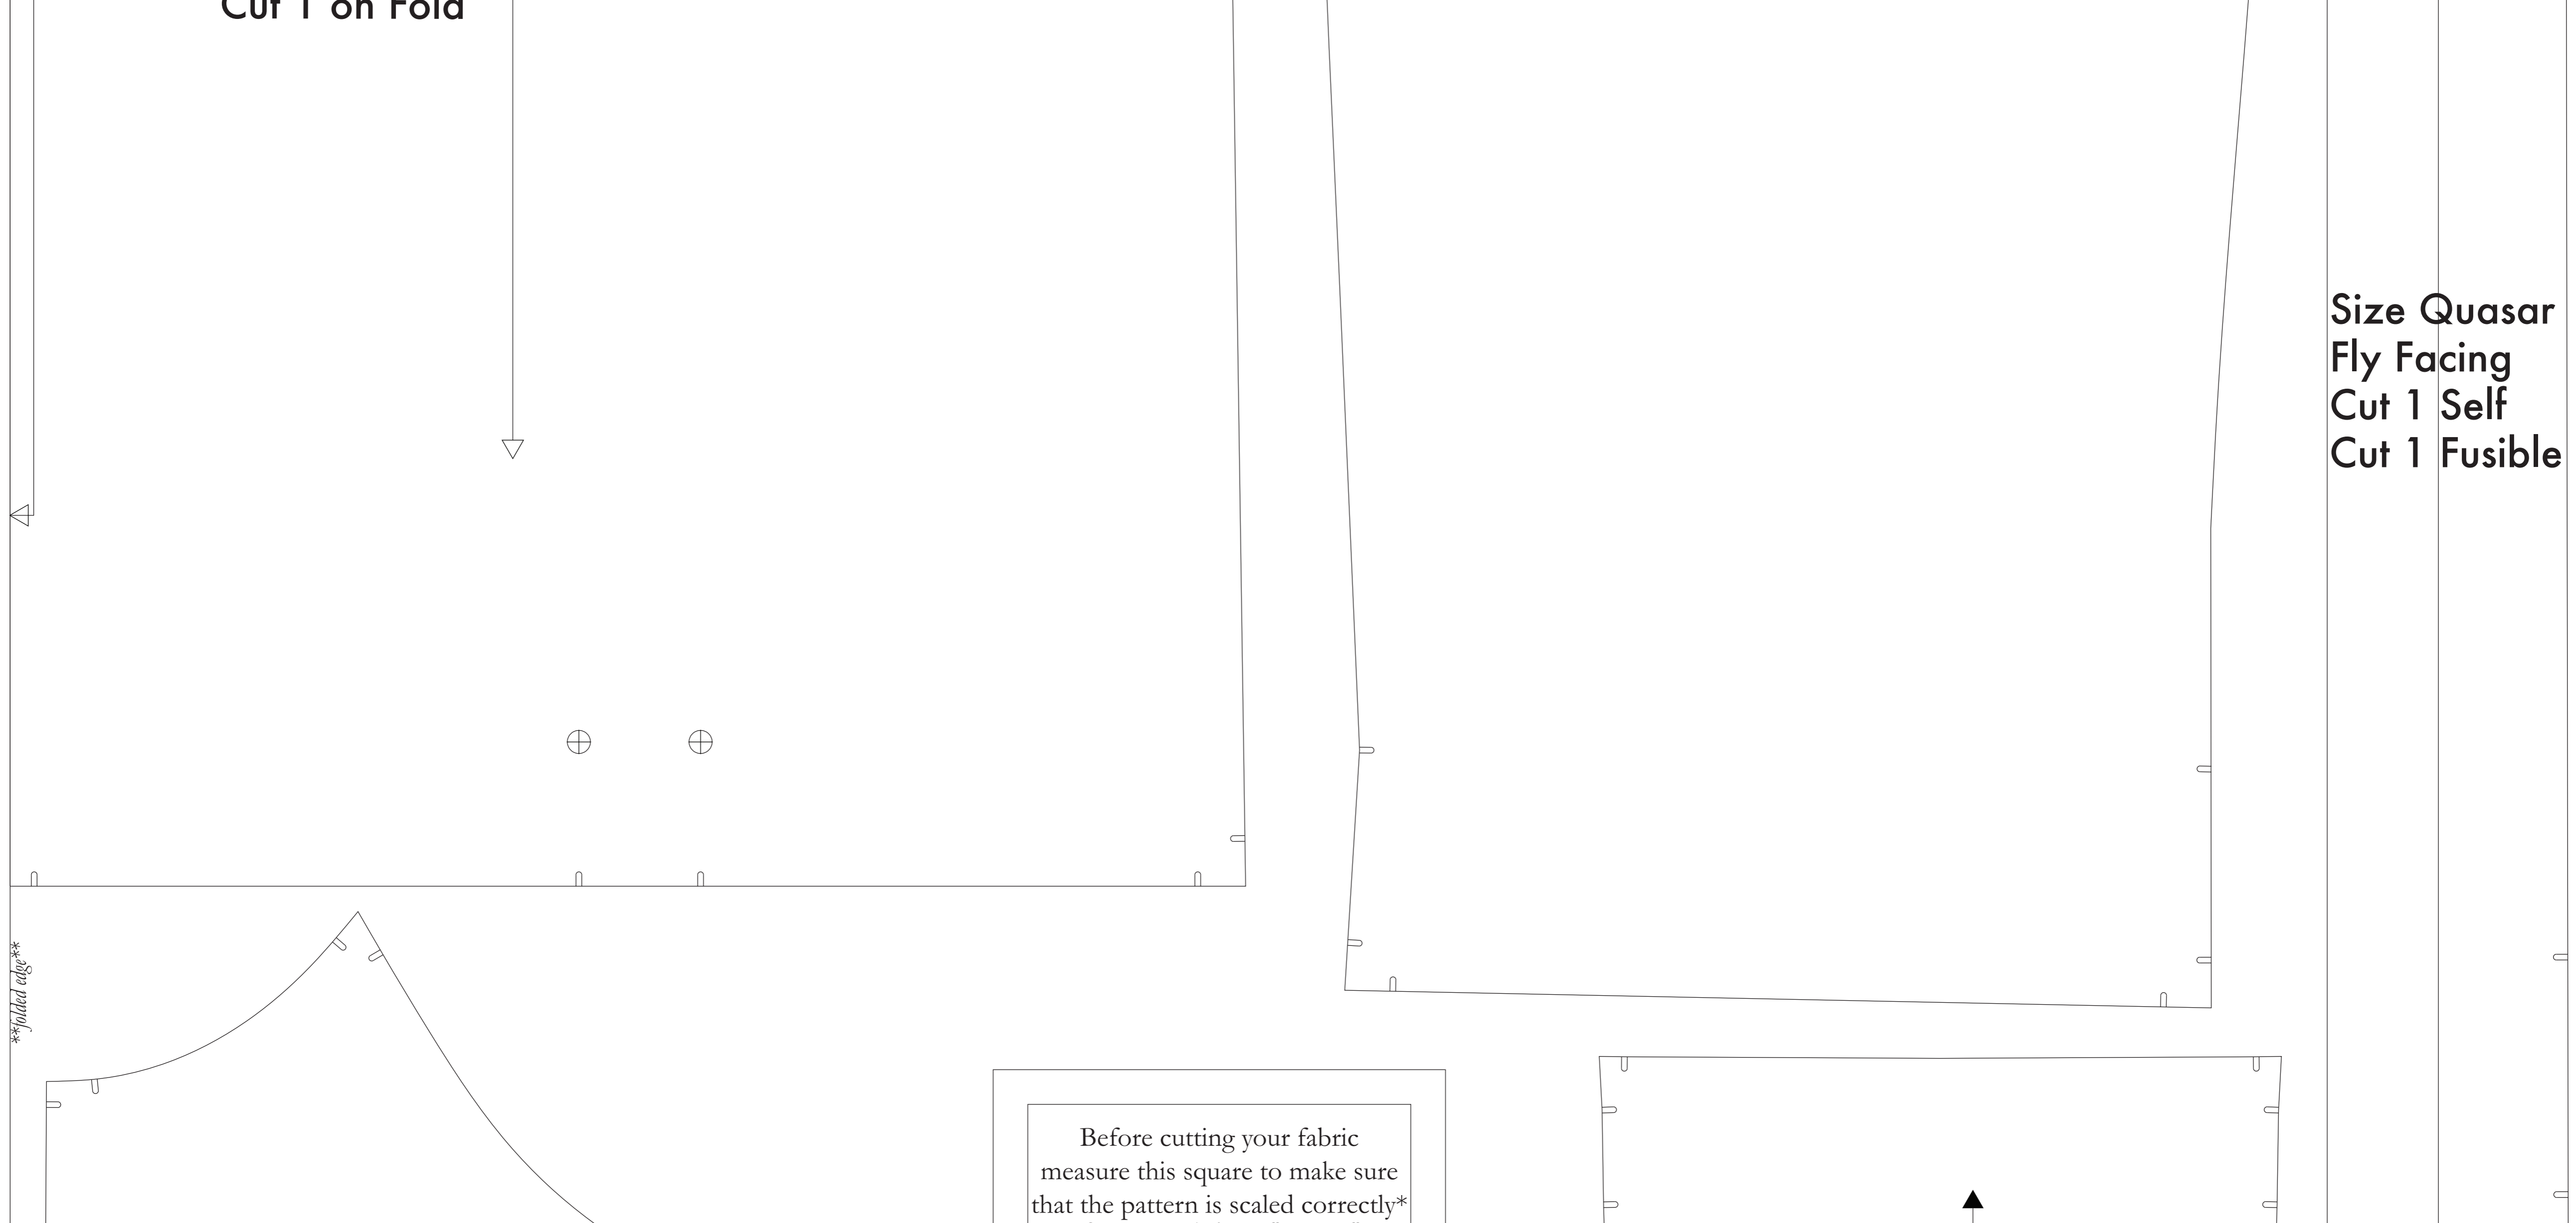 Cut 1 on Fold
Size Quasar
Fly Facing
Cut 1 Self
Cut 1 Fusible
**folded edge**
Before cutting your fabric
measure this square to make sure
that the pattern is scaled correctly*